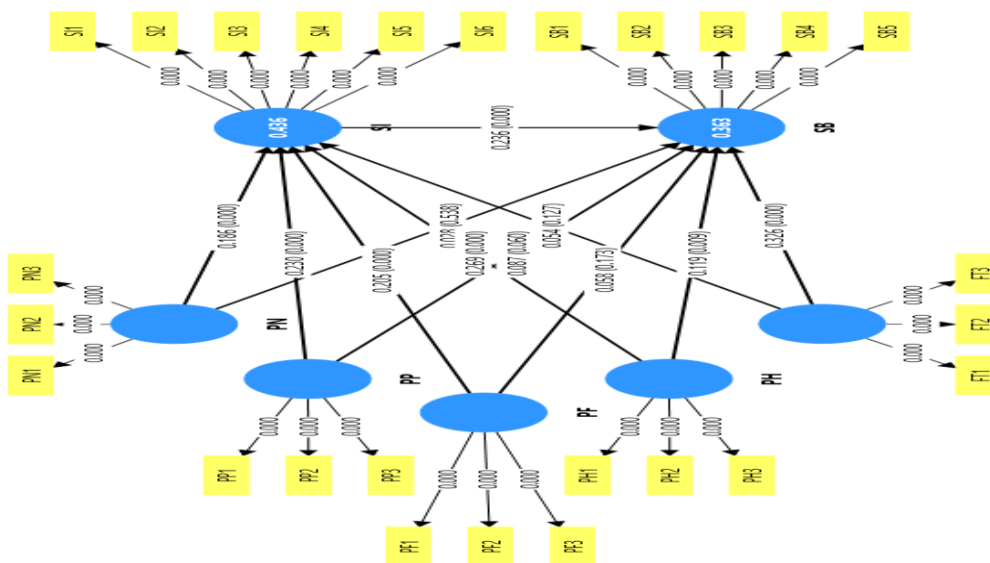 SI1
SI2
SI3
SI4
SI5
SI6
SB1
SB2
SB3
SB4
SB5
0.000
0.000
0.000
0.000
0.000
0.000
0.000
0.000
0.000
0.000
0.000
0.436
SI
0.236 (0.000)
0.363
SB
0.186 (0.000)
0.230 (0.000)
0.205 (0.000)
0.028 (0.538)
0.269 (0.000)
0.087 (0.060)
0.054 (0.127)
0.058 (0.173)
0.119 (0.009)
0.326 (0.000)
PN3
PN2
PN1
0.000
0.000
0.000
PN
0.000
0.000
0.000
FT3
FT2
FT1
PP
PF
PH
0.000
0.000
0.000
PP1
PP2
PP3
0.000
0.000
0.000
PH1
PH2
PH3
0.000
0.000
0.000
PF1
PF2
PF3